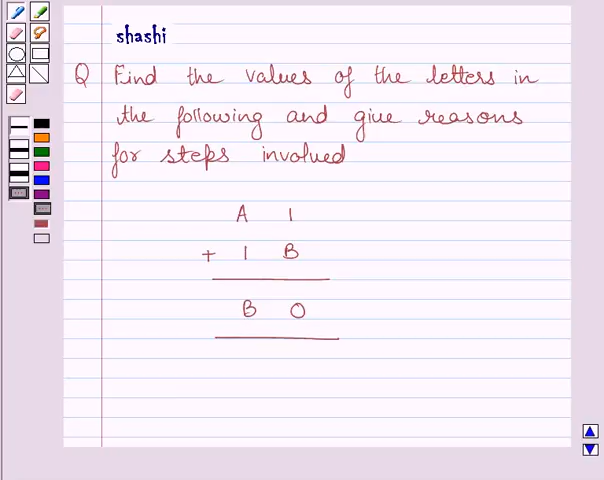 shashi
Q Find the values of the letters in
the following and give reasons
for steps involved
A 1
+ 1 B
B 0